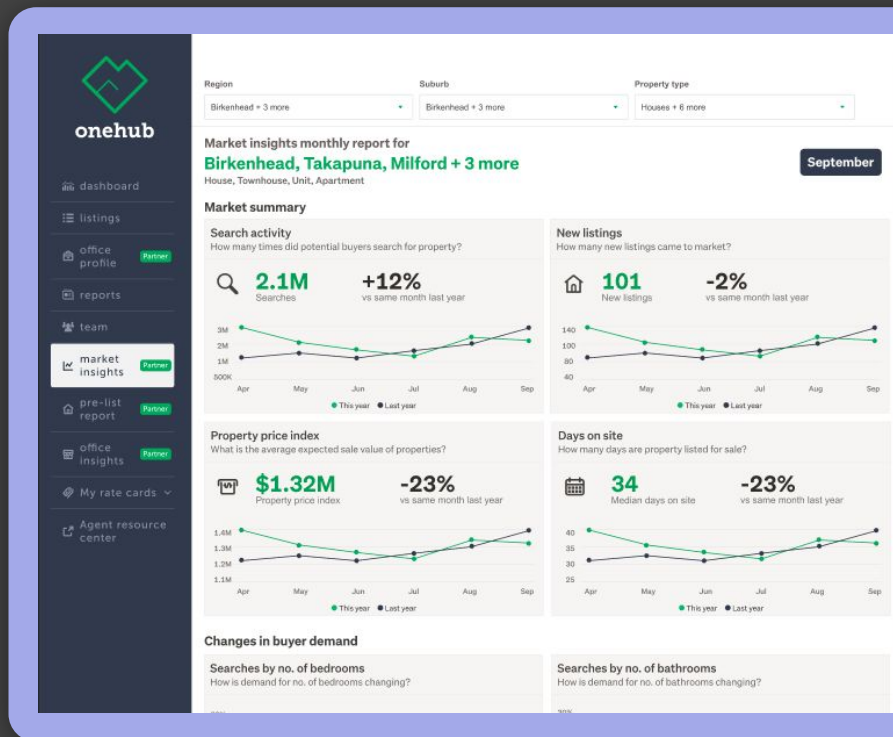 onehub
dashboard
listings
office
profile
Partner
reports
team
market
insights
Partner
pre-list
report
Partner
office
insights
Partner
My rate cards
Agent resource
center
Region
Suburb
Property type
Birkenhead + 3 more
Birkenhead + 3 more
Houses + 6 more
Market insights monthly report for
Birkenhead, Takapuna, Milford + 3 more
House, Townhouse, Unit, Apartment
September
Market summary
Search activity
How many times did potential buyers search for property?
2.1M
Searches
+12%
vs same month last year
3M
2M
1M
500K
Apr May Jun Jul Aug Sep
This year Last year
New listings
How many new listings came to market?
101
New listings
-2%
vs same month last year
140
100
80
40
Apr May Jun Jul Aug Sep
This year Last year
Property price index
What is the average expected sale value of properties?
$1.32M
Property price index
-23%
vs same month last year
1.4M
1.3M
1.2M
1.1M
Apr May Jun Jul Aug Sep
This year Last year
Days on site
How many days are property listed for sale?
34
Median days on site
-23%
vs same month last year
40
35
30
25
Apr May Jun Jul Aug Sep
This year Last year
Changes in buyer demand
Searches by no. of bedrooms
How is demand for no. of bedrooms changing?
Searches by no. of bathrooms
How is demand for no. of bathrooms changing?